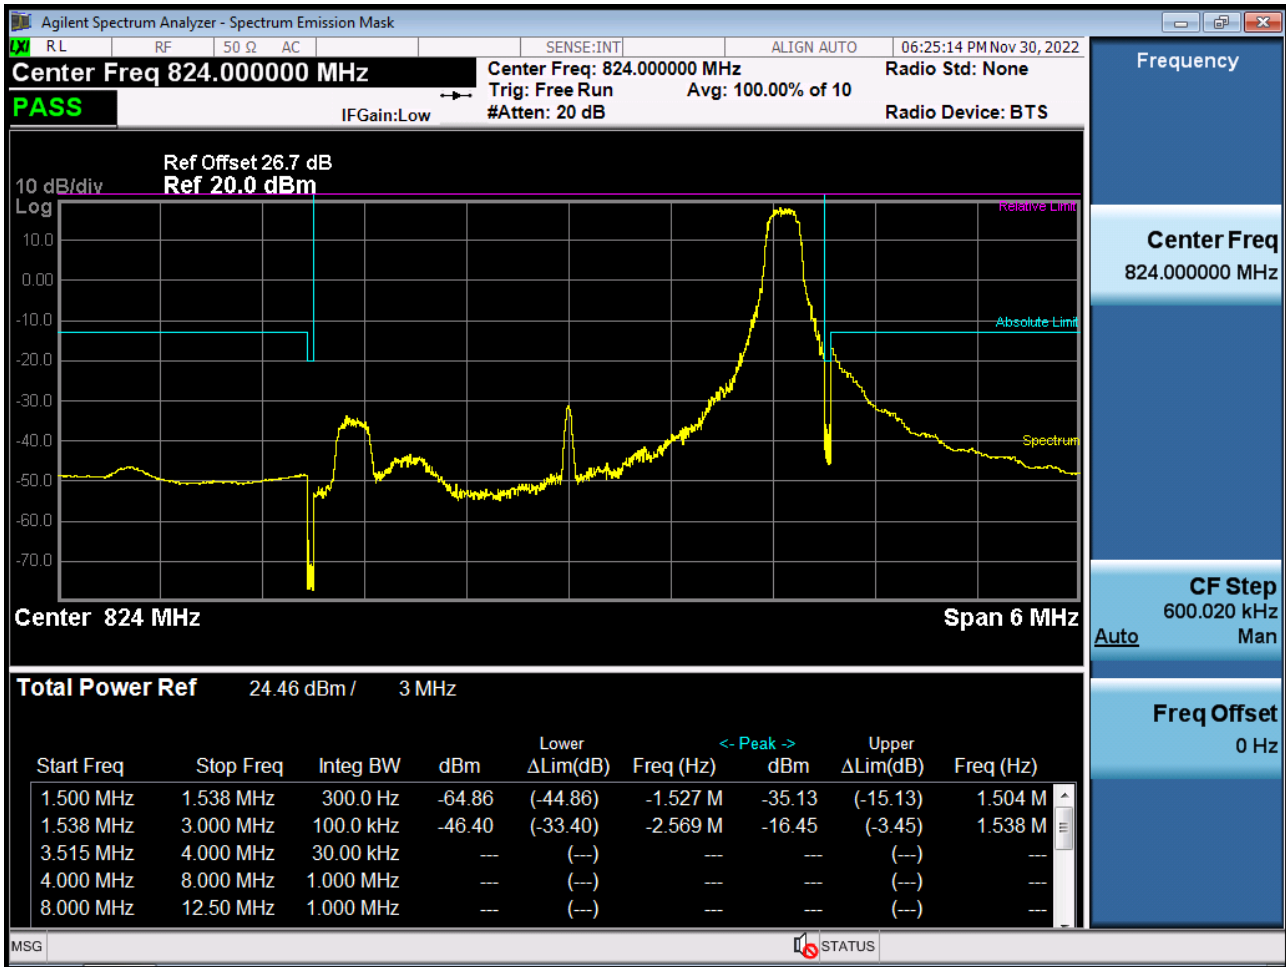 Agilent Spectrum Analyzer - Spectrum Emission Mask
LXI RL RF 50 Ω AC SENSE:INT ALIGN AUTO 06:25:14 PM Nov 30, 2022
Center Freq 824.000000 MHz Center Freq: 824.000000 MHz Radio Std: None
Trig: Free Run Avg: 100.00% of 10
PASS IFGain:Low #Atten: 20 dB Radio Device: BTS
Ref Offset 26.7 dB
10 dB/div Ref 20.0 dBm
Log
Relative Limit
10.0
0.00
-10.0
Absolute Limit
-20.0
-30.0
-40.0
Spectrum
-50.0
-60.0
-70.0
Center 824 MHz Span 6 MHz
Total Power Ref 24.46 dBm / 3 MHz
Lower <- Peak -> Upper
Start Freq Stop Freq Integ BW dBm ΔLim(dB) Freq (Hz) dBm ΔLim(dB) Freq (Hz)
1.500 MHz 1.538 MHz 300.0 Hz -64.86 (-44.86) -1.527 M -35.13 (-15.13) 1.504 M
1.538 MHz 3.000 MHz 100.0 kHz -46.40 (-33.40) -2.569 M -16.45 (-3.45) 1.538 M
3.515 MHz 4.000 MHz 30.00 kHz --- (---) --- --- (---) ---
4.000 MHz 8.000 MHz 1.000 MHz --- (---) --- --- (---) ---
8.000 MHz 12.50 MHz 1.000 MHz --- (---) --- --- (---) ---
MSG STATUS
Frequency
Center Freq
824.000000 MHz
CF Step
600.020 kHz
Auto Man
Freq Offset
0 Hz